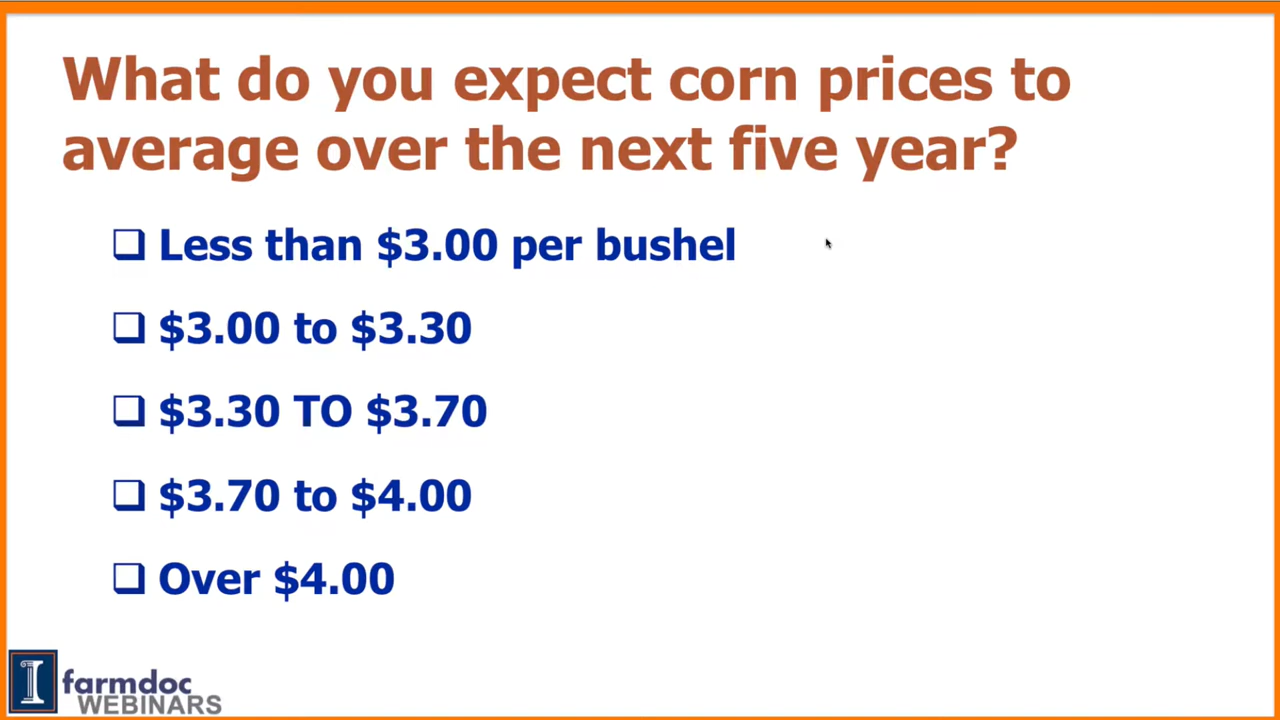 What do you expect corn prices to
average over the next five year?
Less than $3.00 per bushel
$3.00 to $3.30
$3.30 TO $3.70
$3.70 to $4.00
Over $4.00
I farmdoc
WEBINARS